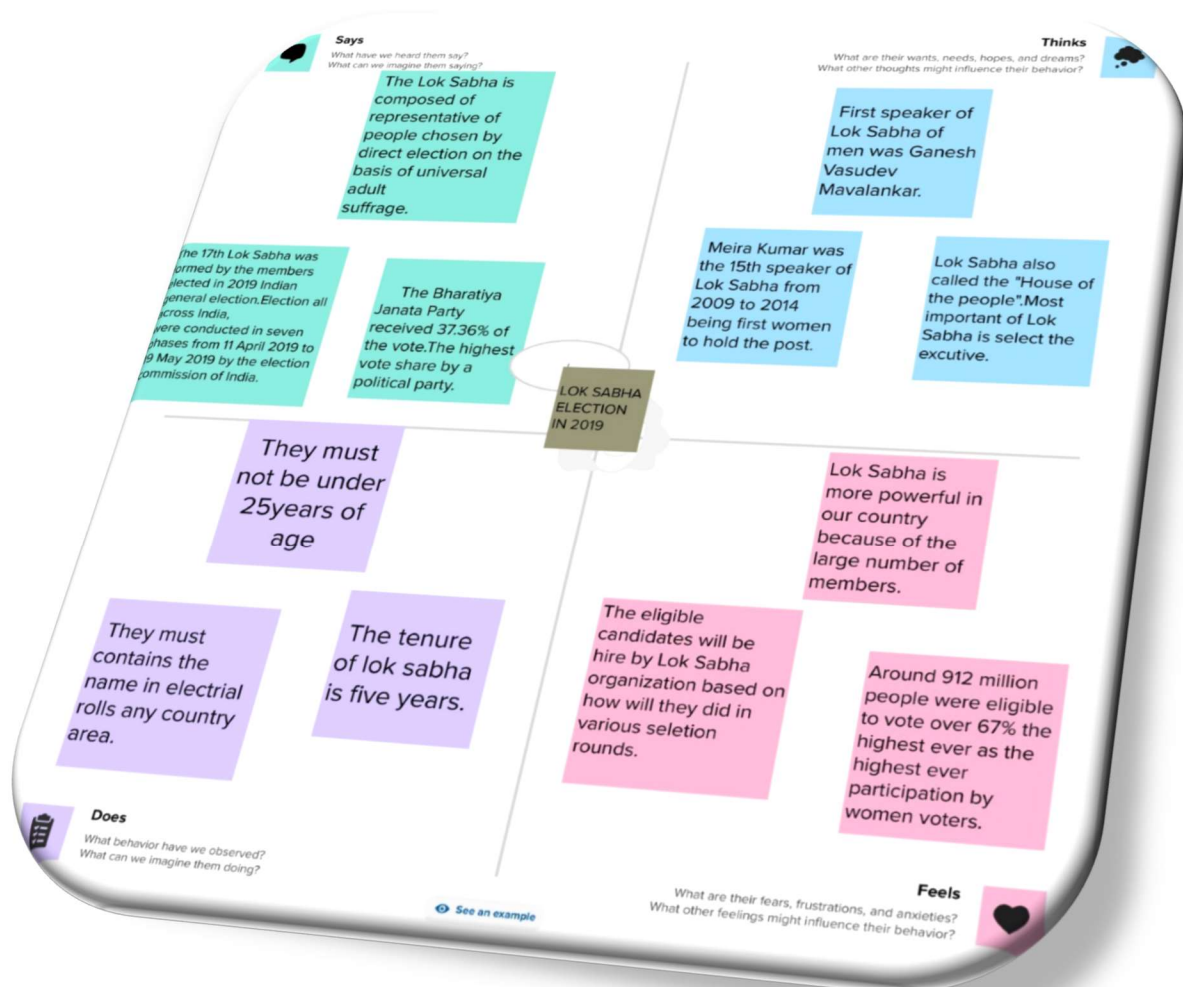 Says
What have we heard them say?
What can we imagine them saying?
The Lok Sabha is
composed of
representative of
people chosen by
direct election on the
basis of universal
adult
suffrage.
he 17th Lok Sabha was
ormed by the members
lected in 2019 Indian
general election.Election all
across India,
were conducted in seven
phases from 11 April 2019 to
9 May 2019 by the election
ommission of India.
The Bharatiya
Janata Party
received 37.36% of
the vote.The highest
vote share by a
political party.
Thinks
What are their wants, needs, hopes, and dreams?
What other thoughts might influence their behavior?
First speaker of
Lok Sabha of
men was Ganesh
Vasudev
Mavalankar.
Meira Kumar was
the 15th speaker of
Lok Sabha from
2009 to 2014
being first women
to hold the post.
Lok Sabha also
called the "House of
the people".Most
important of Lok
Sabha is select the
excutive.
LOK SABHA
ELECTION
IN 2019
They must
not be under
25years of
age
They must
contains the
name in electrial
rolls any country
area.
The tenure
of lok sabha
is five years.
Does
What behavior have we observed?
What can we imagine them doing?
Lok Sabha is
more powerful in
our country
because of the
large number of
members.
The eligible
candidates will be
hire by Lok Sabha
organization based on
how will they did in
various seletion
rounds.
Around 912 million
people were eligible
to vote over 67% the
highest ever as the
highest ever
participation by
women voters.
Feels
What are their fears, frustrations, and anxieties?
What other feelings might influence their behavior?
See an example